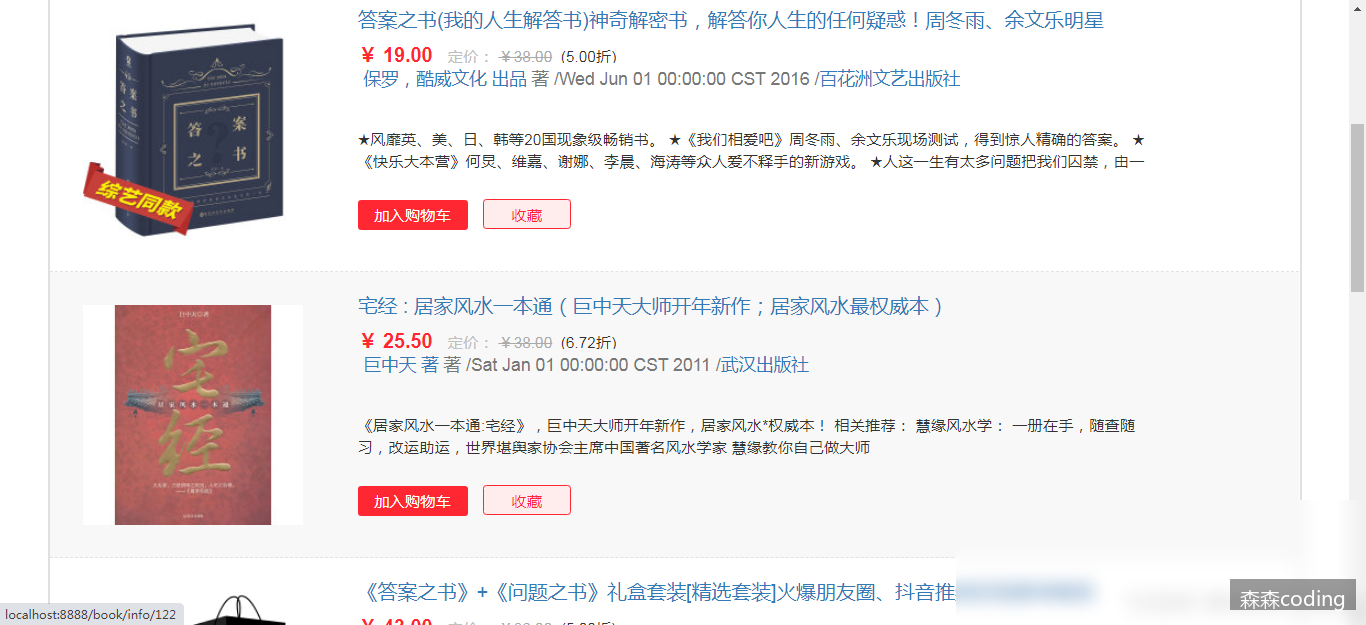 答案之书(我的人生解答书)神奇解密书，解答你人生的任何疑惑！周冬雨、余文乐明星
¥ 19.00 定价： ¥38.00 (5.00折)
保罗，酷威文化 出品 著 /Wed Jun 01 00:00:00 CST 2016 /百花洲文艺出版社
★风靡英、美、日、韩等20国现象级畅销书。 ★《我们相爱吧》周冬雨、余文乐现场测试，得到惊人精确的答案。 ★
《快乐大本营》何炅、维嘉、谢娜、李晨、海涛等众人爱不释手的新游戏。 ★人这一生有太多问题把我们囚禁，由一
加入购物车 收藏
答案之书
答案
之书
综艺同款
宅经：居家风水一本通（巨中天大师开年新作；居家风水最权威本）
¥ 25.50 定价： ¥38.00 (6.72折)
巨中天 著 著 /Sat Jan 01 00:00:00 CST 2011 /武汉出版社
《居家风水一本通:宅经》，巨中天大师开年新作，居家风水*权威本！ 相关推荐： 慧缘风水学： 一册在手，随查随
习，改运助运，世界堪舆家协会主席中国著名风水学家 慧缘教你自己做大师
加入购物车 收藏
巨中天◎著
宅
居家风水一本通
經
《答案之书》+《问题之书》礼盒套装[精选套装]火爆朋友圈、抖音推
localhost:8888/book/info/122
森森coding